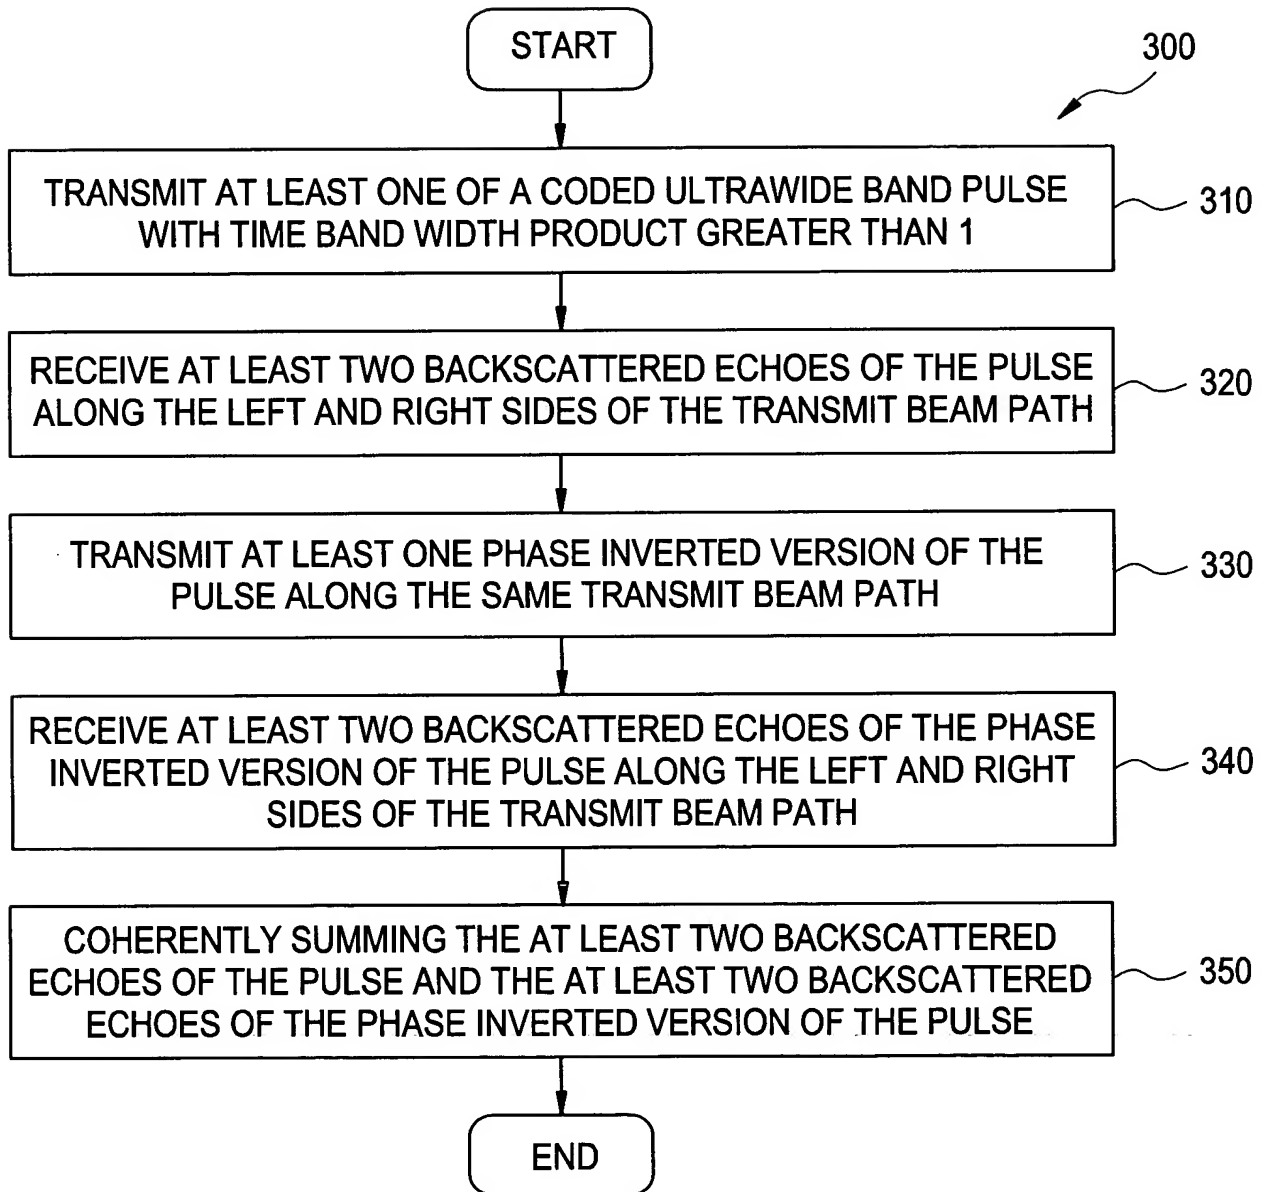 START
300
TRANSMIT AT LEAST ONE OF A CODED ULTRAWIDE BAND PULSE
WITH TIME BAND WIDTH PRODUCT GREATER THAN 1
310
RECEIVE AT LEAST TWO BACKSCATTERED ECHOES OF THE PULSE
ALONG THE LEFT AND RIGHT SIDES OF THE TRANSMIT BEAM PATH
320
TRANSMIT AT LEAST ONE PHASE INVERTED VERSION OF THE
PULSE ALONG THE SAME TRANSMIT BEAM PATH
330
RECEIVE AT LEAST TWO BACKSCATTERED ECHOES OF THE PHASE
INVERTED VERSION OF THE PULSE ALONG THE LEFT AND RIGHT
SIDES OF THE TRANSMIT BEAM PATH
340
COHERENTLY SUMMING THE AT LEAST TWO BACKSCATTERED
ECHOES OF THE PULSE AND THE AT LEAST TWO BACKSCATTERED
ECHOES OF THE PHASE INVERTED VERSION OF THE PULSE
350
END